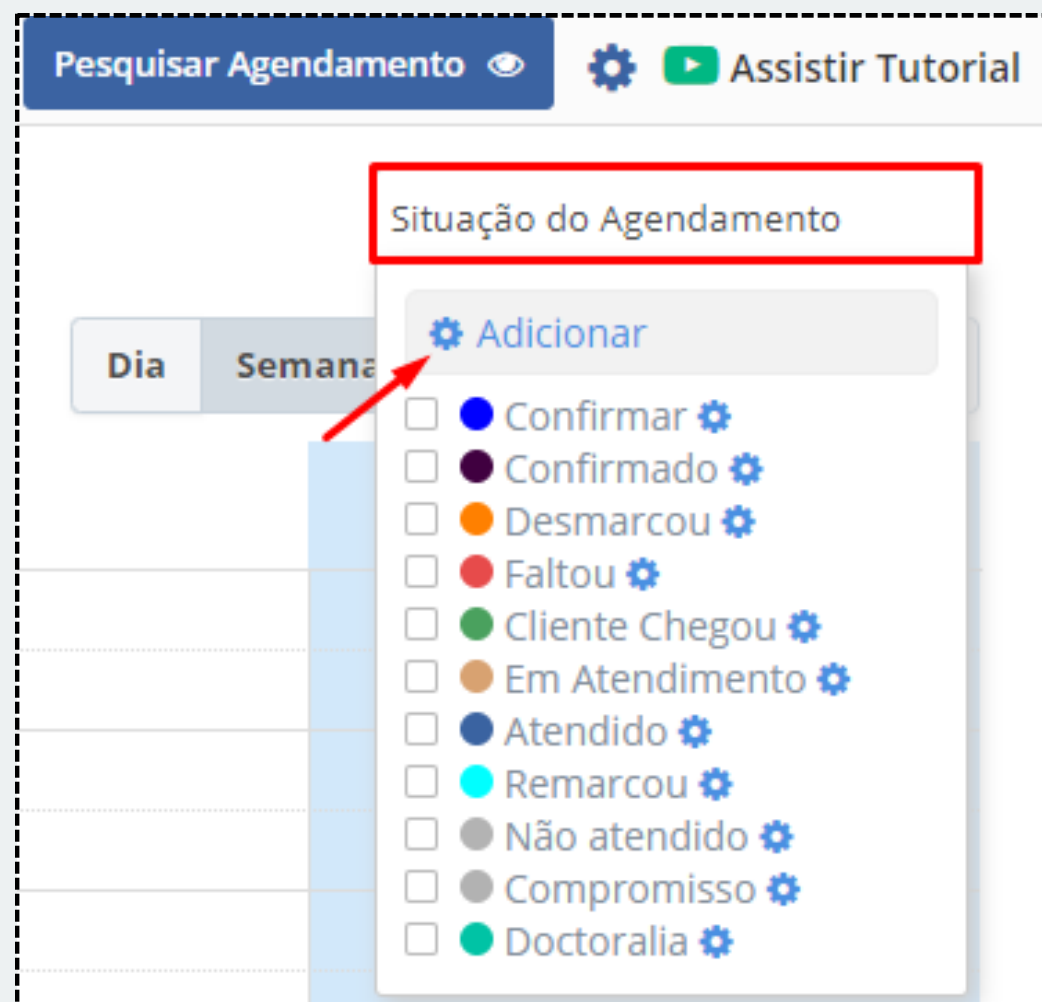 Pesquisar Agendamento
Assistir Tutorial
Situação do Agendamento
Adicionar
Dia
Semana
Confirmar
Confirmado
Desmarcou
Faltou
Cliente Chegou
Em Atendimento
Atendido
Remarcou
Não atendido
Compromisso
Doctoralia